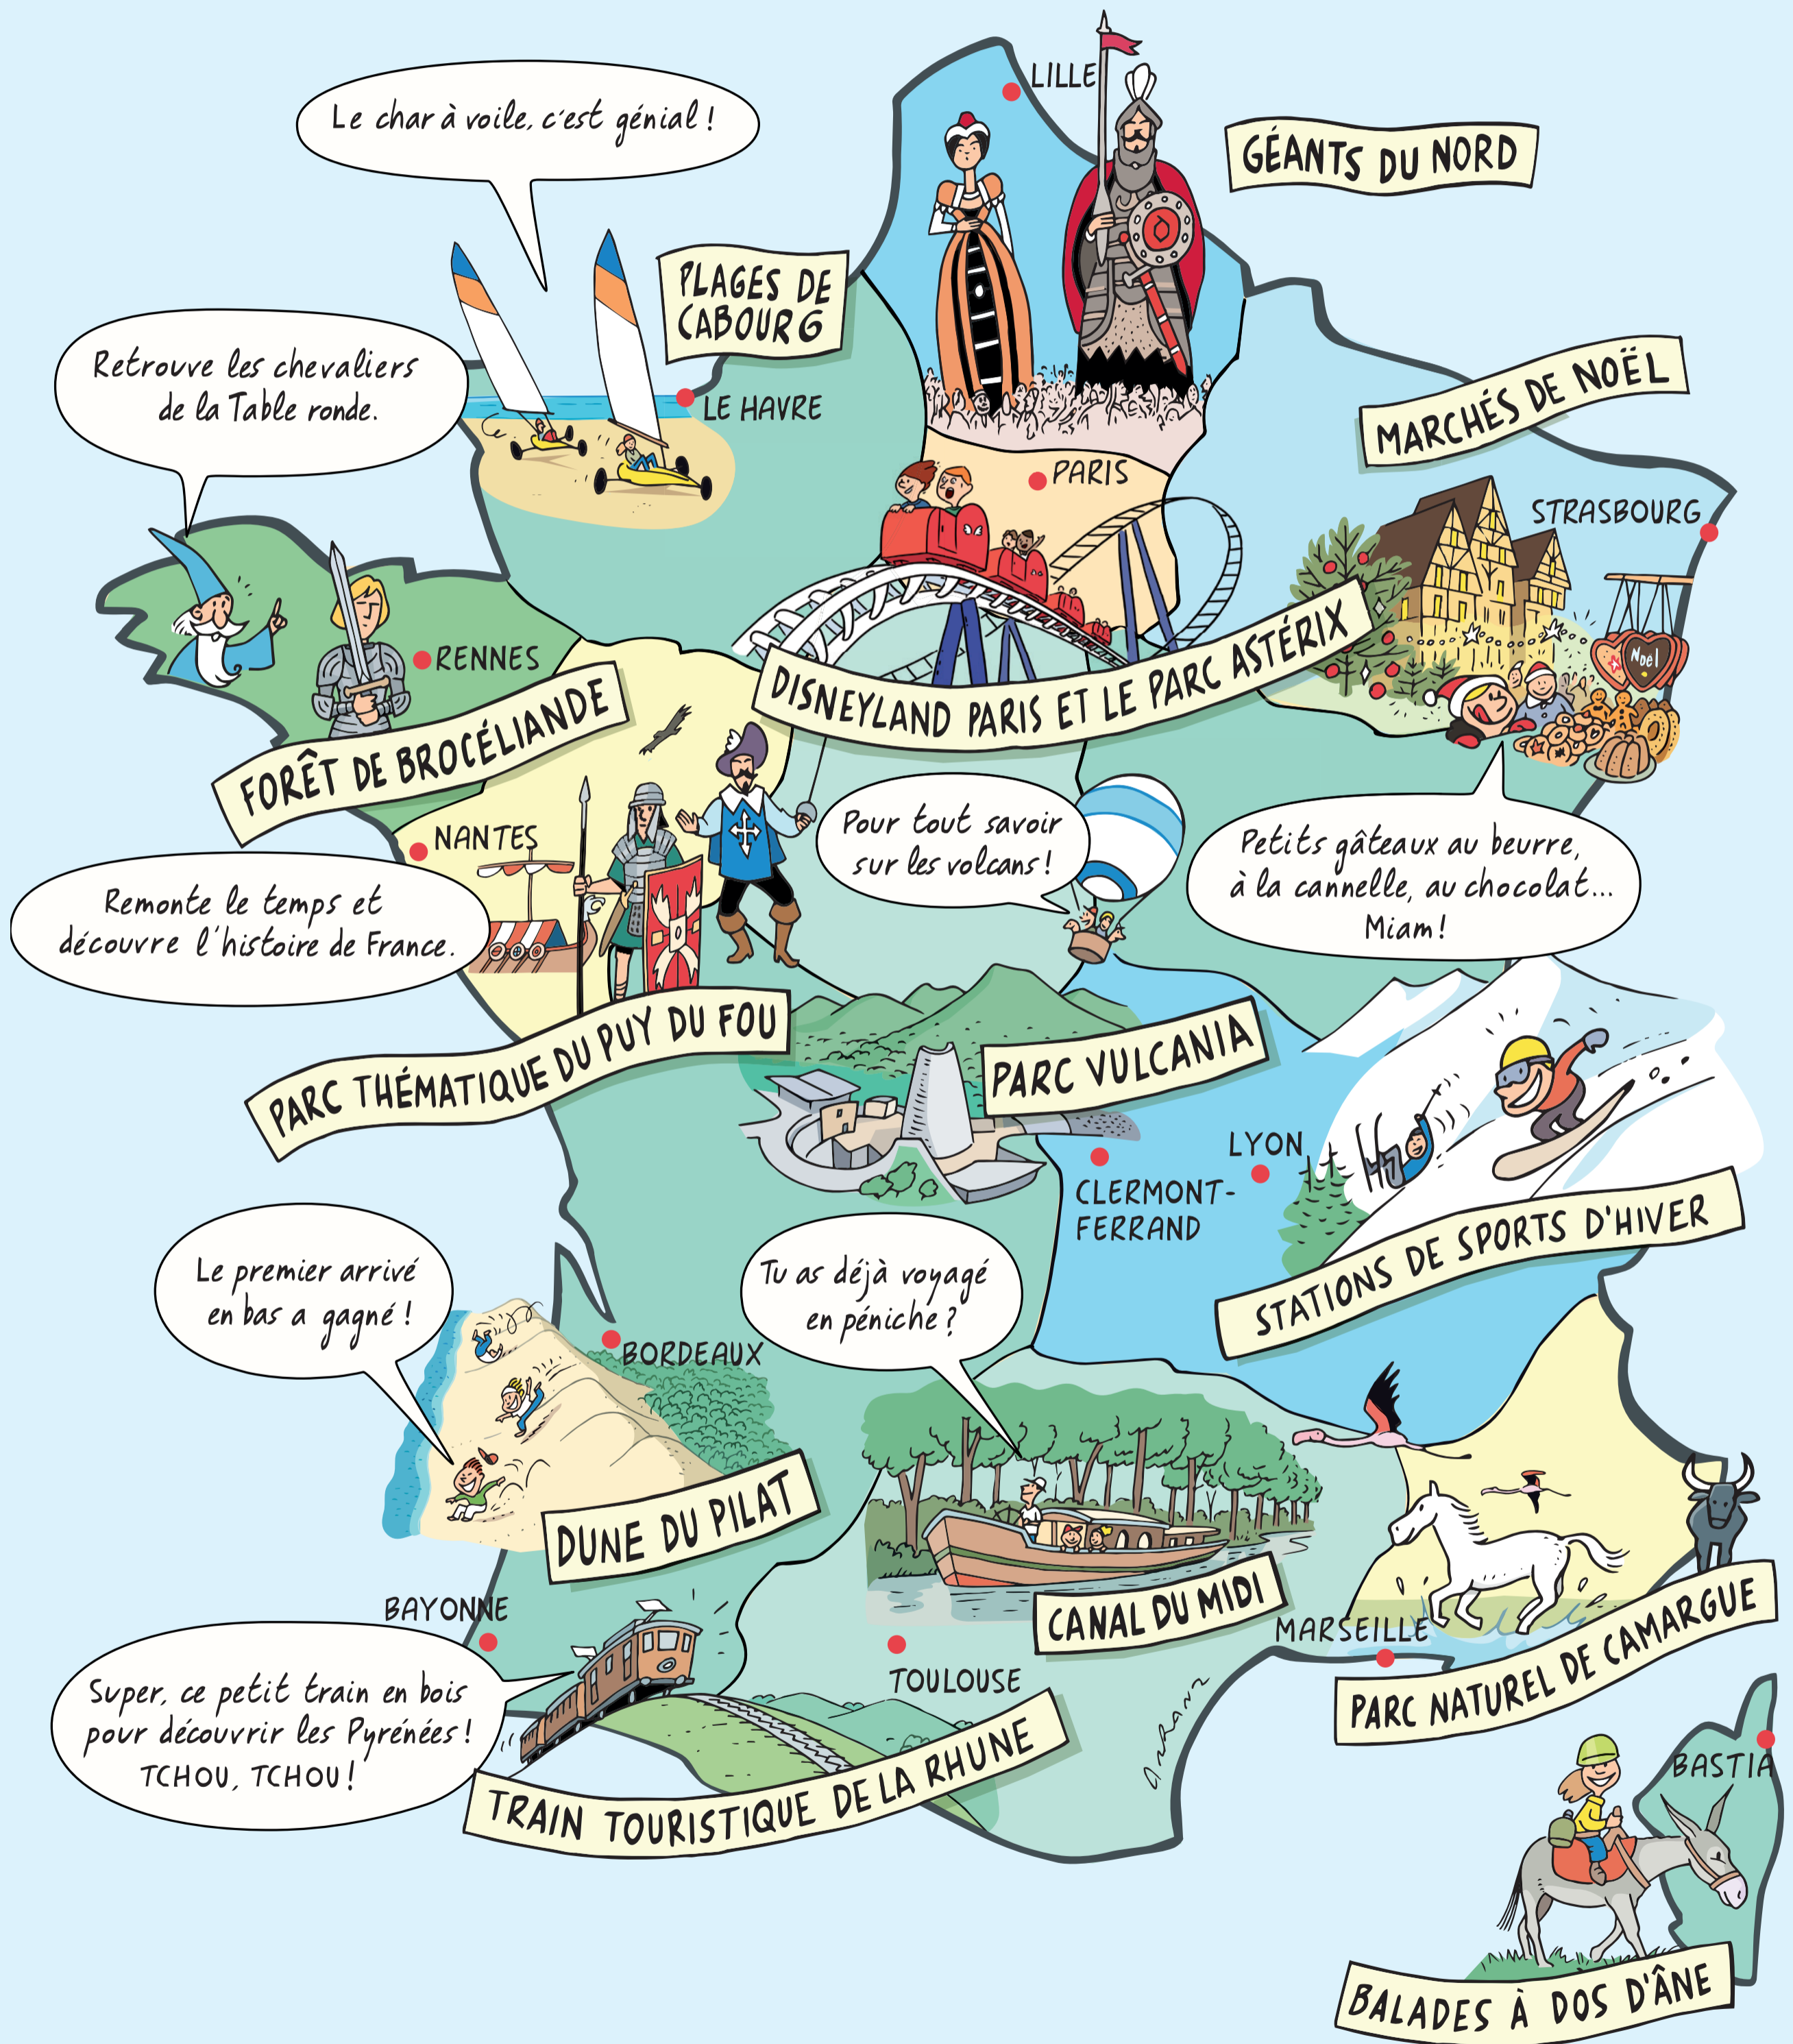 LILLE
Le char à voile, c'est génial !
GÉANTS DU NORD
PLAGES DE
CABOURG
Retrouve les chevaliers
de la Table ronde.
LE HAVRE
MARCHÉS DE NOËL
PARIS
STRASBOURG
Noël
RENNES
DISNEYLAND PARIS ET LE PARC ASTÉRIX
FORÊT DE BROCÉLIANDE
NANTES
Pour tout savoir
sur les volcans !
Petits gâteaux au beurre,
à la cannelle, au chocolat...
Miam !
Remonte le temps et
découvre l'histoire de France.
PARC THÉMATIQUE DU PUY DU FOU
PARC VULCANIA
LYON
CLERMONT-
FERRAND
STATIONS DE SPORTS D'HIVER
Le premier arrivé
en bas a gagné !
Tu as déjà voyagé
en péniche ?
BORDEAUX
DUNE DU PILAT
CANAL DU MIDI
BAYONNE
MARSEILLE
PARC NATUREL DE CAMARGUE
TOULOUSE
Super, ce petit train en bois
pour découvrir les Pyrénées !
TCHOU, TCHOU !
TRAIN TOURISTIQUE DE LA RHUNE
ARRANZ
BASTIA
BALADES À DOS D'ÂNE